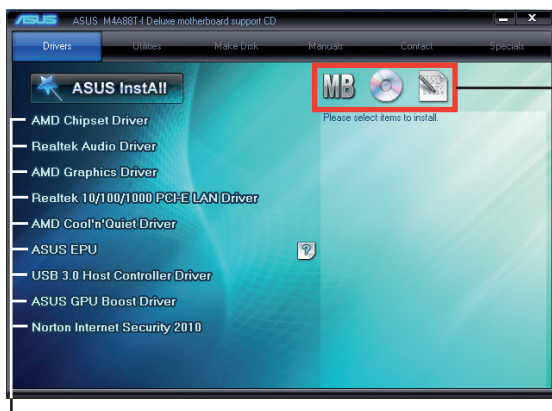 ASUS ASUS M4A88T-I Deluxe motherboard support CD
Drivers Utilities Make Disk Manuals Contact Specials
ASUS InstAll
MB
Please select items to install.
AMD Chipset Driver
Realtek Audio Driver
AMD Graphics Driver
Realtek 10/100/1000 PCI-E LAN Driver
AMD Cool'n'Quiet Driver
ASUS EPU
?
USB 3.0 Host Controller Driver
ASUS GPU Boost Driver
Norton Internet Security 2010